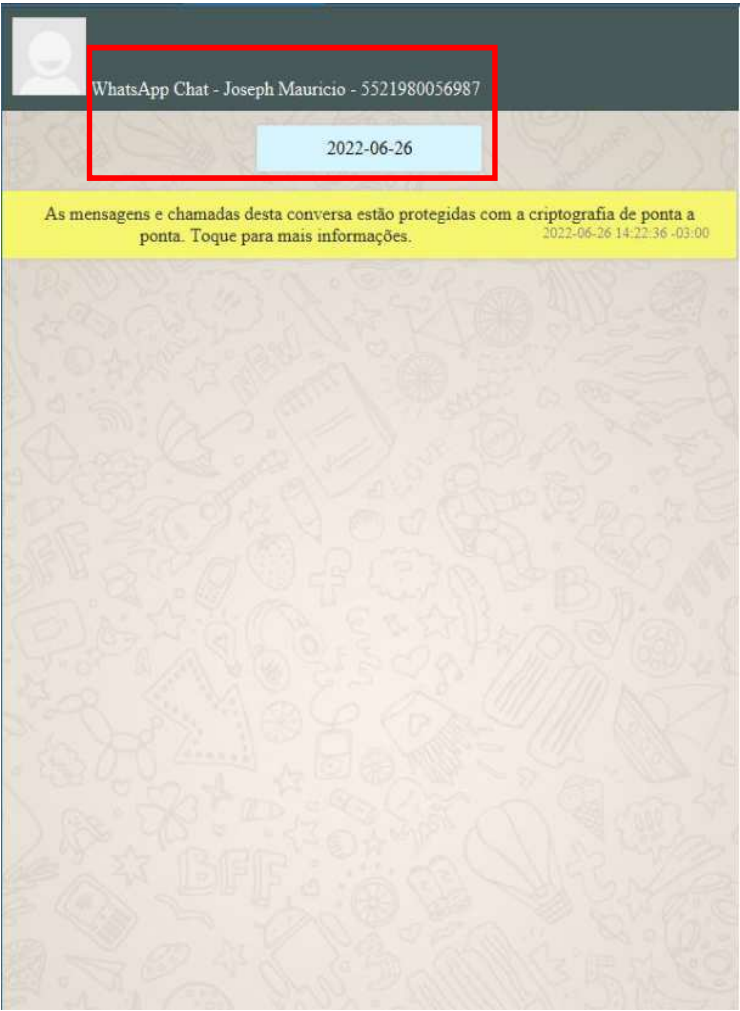 WhatsApp Chat - Joseph Mauricio - 5521980056987
2022-06-26
As mensagens e chamadas desta conversa estão protegidas com a criptografia de ponta a
ponta. Toque para mais informações.
2022-06-26 14:22:36 -03:00